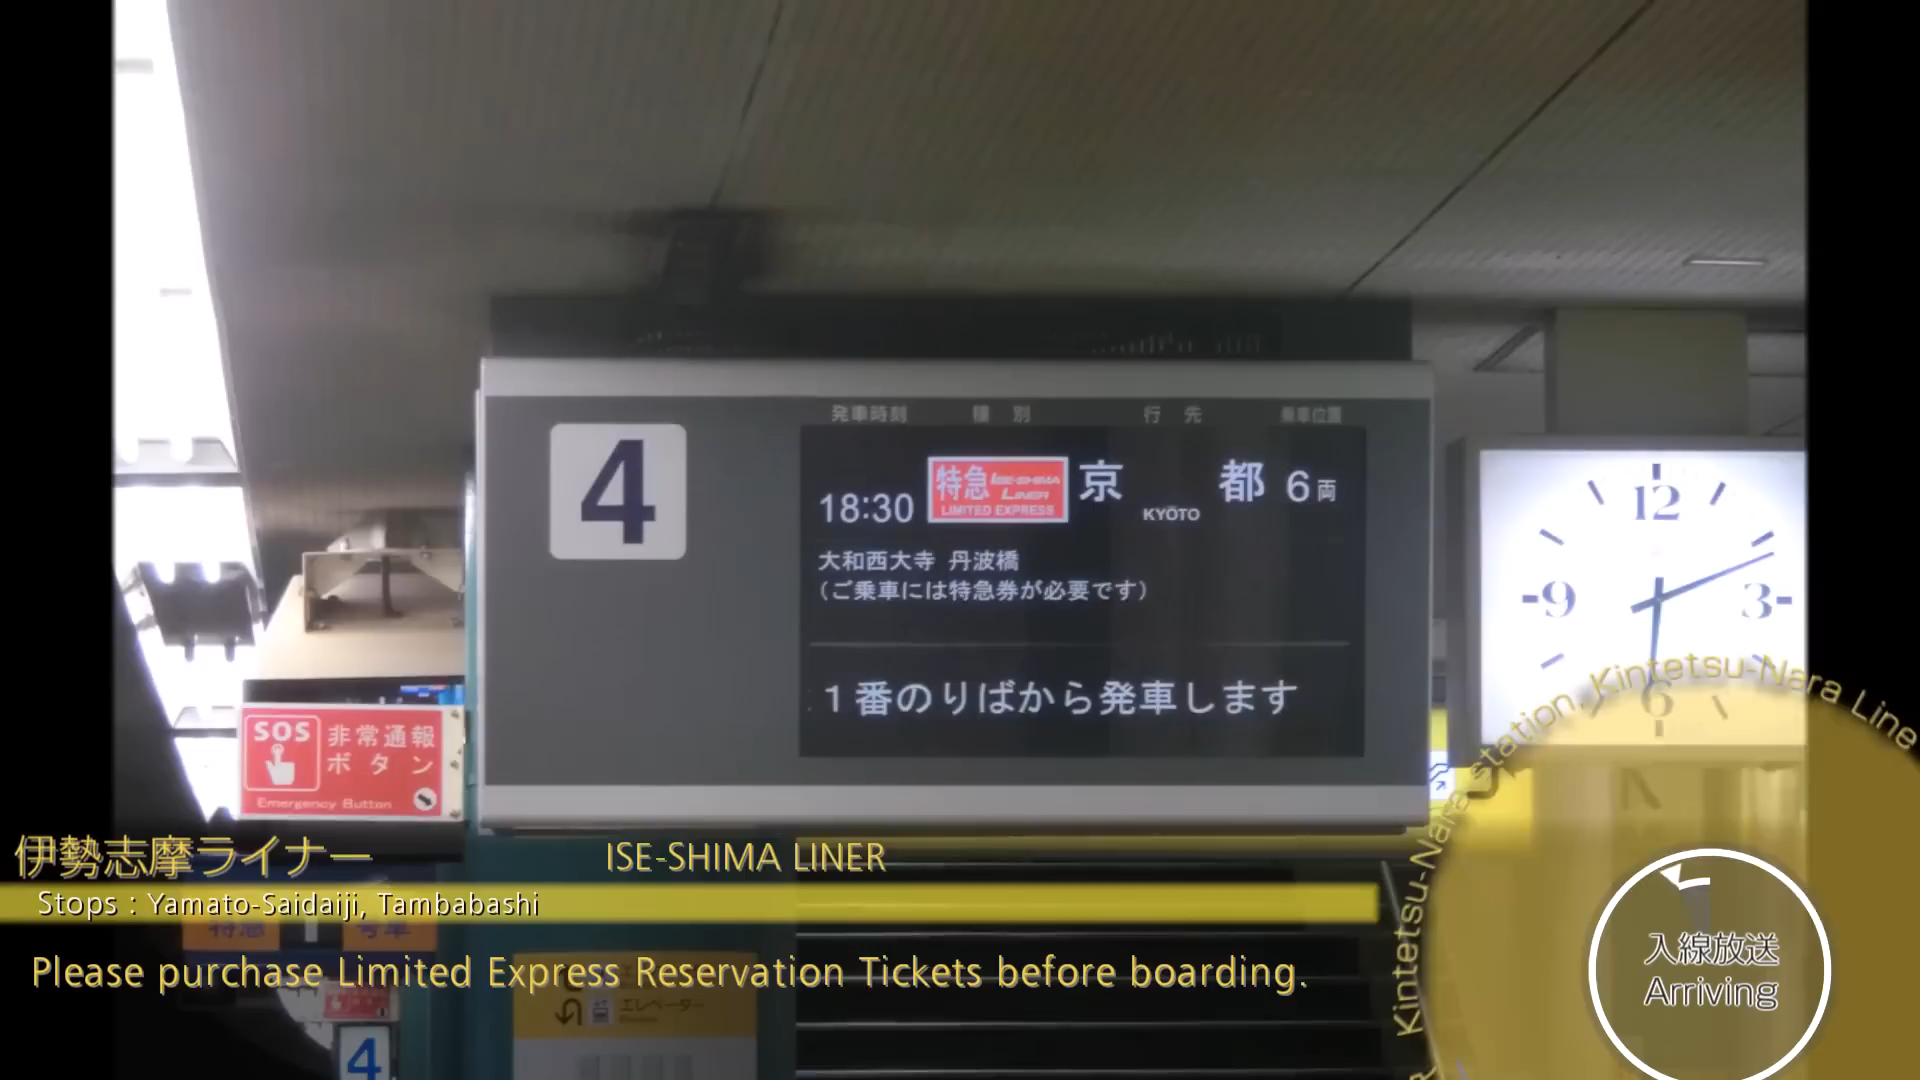 発車時刻 種別 行先 乗車位置
4
18:30 特急 ISE-SHIMA LINER LIMITED EXPRESS 京都 KYOTO 6両
大和西大寺 丹波橋
（ご乗車には特急券が必要です）
1番のりばから発車します
12
9 3
6
SOS 非常通報ボタン
Emergency Button
伊勢志摩ライナー ISE-SHIMA LINER
Stops : Yamato-Saidaiji, Tambabashi
特急 1 号車
Please purchase Limited Express Reservation Tickets before boarding.
エレベーター
4
Kintetsu-Nara station, Kintetsu-Nara Line
入線放送
Arriving